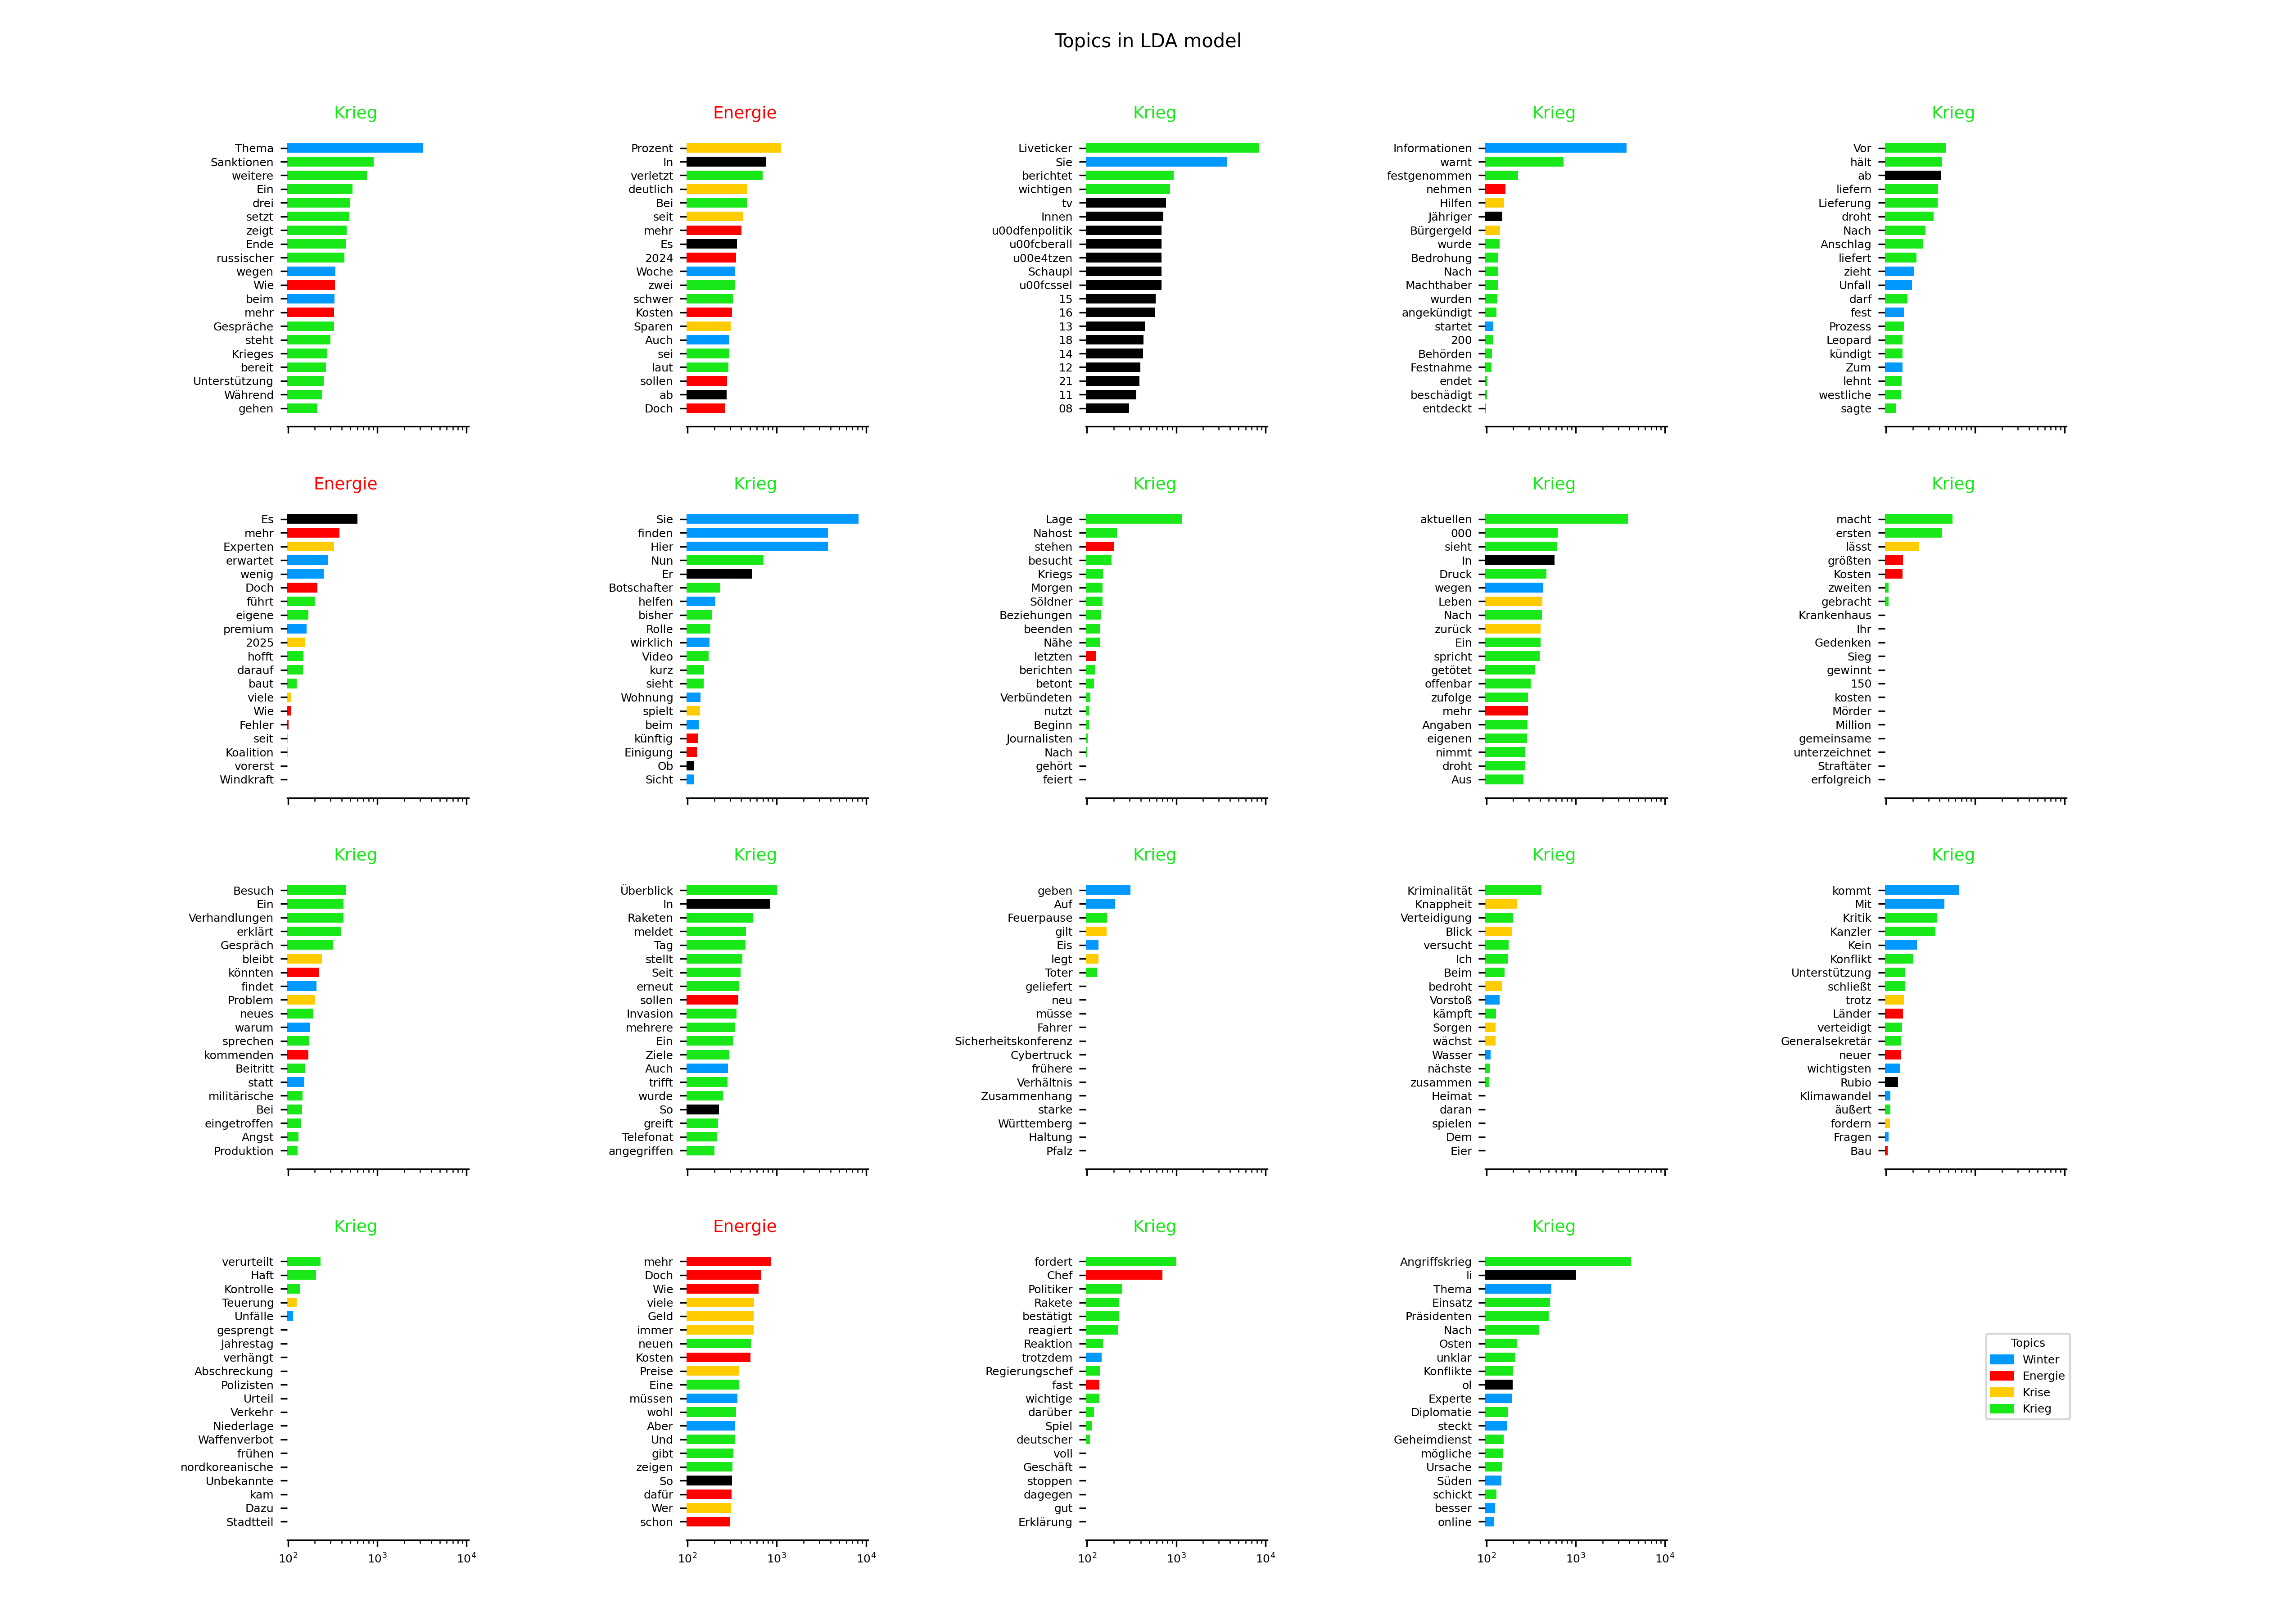 Topics in LDA model
Krieg
Thema
Sanktionen
weitere
Ein
drei
setzt
zeigt
Ende
russischer
wegen
Wie
beim
mehr
Gespräche
steht
Krieges
bereit
Unterstützung
Während
gehen
Energie
Prozent
In
verletzt
deutlich
Bei
seit
mehr
Es
2024
Woche
zwei
schwer
Kosten
Sparen
Auch
sei
laut
sollen
ab
Doch
Krieg
Liveticker
Sie
berichtet
wichtigen
tv
Innen
u00dfenpolitik
u00fcberall
u00e4tzen
Schaupl
u00fcssel
15
16
13
18
14
12
21
11
08
Krieg
Informationen
warnt
festgenommen
nehmen
Hilfen
Jähriger
Bürgergeld
wurde
Bedrohung
Nach
Machthaber
wurden
angekündigt
startet
200
Behörden
Festnahme
endet
beschädigt
entdeckt
Krieg
Vor
hält
ab
liefern
Lieferung
droht
Nach
Anschlag
liefert
zieht
Unfall
darf
fest
Prozess
Leopard
kündigt
Zum
lehnt
westliche
sagte
Energie
Es
mehr
Experten
erwartet
wenig
Doch
führt
eigene
premium
2025
hofft
darauf
baut
viele
Wie
Fehler
seit
Koalition
vorerst
Windkraft
Krieg
Sie
finden
Hier
Nun
Er
Botschafter
helfen
bisher
Rolle
wirklich
Video
kurz
sieht
Wohnung
spielt
beim
künftig
Einigung
Ob
Sicht
Krieg
Lage
Nahost
stehen
besucht
Kriegs
Morgen
Söldner
Beziehungen
beenden
Nähe
letzten
berichten
betont
Verbündeten
nutzt
Beginn
Journalisten
Nach
gehört
feiert
Krieg
aktuellen
000
sieht
In
Druck
wegen
Leben
Nach
zurück
Ein
spricht
getötet
offenbar
zufolge
mehr
Angaben
eigenen
nimmt
droht
Aus
Krieg
macht
ersten
lässt
größten
Kosten
zweiten
gebracht
Krankenhaus
Ihr
Gedenken
Sieg
gewinnt
150
kosten
Mörder
Million
gemeinsame
unterzeichnet
Straftäter
erfolgreich
Krieg
Besuch
Ein
Verhandlungen
erklärt
Gespräch
bleibt
könnten
findet
Problem
neues
warum
sprechen
kommenden
Beitritt
statt
militärische
Bei
eingetroffen
Angst
Produktion
Krieg
Überblick
In
Raketen
meldet
Tag
stellt
Seit
erneut
sollen
Invasion
mehrere
Ein
Ziele
Auch
trifft
wurde
So
greift
Telefonat
angegriffen
Krieg
geben
Auf
Feuerpause
gilt
Eis
legt
Toter
geliefert
neu
müsse
Fahrer
Sicherheitskonferenz
Cybertruck
frühere
Verhältnis
Zusammenhang
starke
Württemberg
Haltung
Pfalz
Krieg
Kriminalität
Knappheit
Verteidigung
Blick
versucht
Ich
Beim
bedroht
Vorstoß
kämpft
Sorgen
wächst
Wasser
nächste
zusammen
Heimat
daran
spielen
Dem
Eier
Krieg
kommt
Mit
Kritik
Kanzler
Kein
Konflikt
Unterstützung
schließt
trotz
Länder
verteidigt
Generalsekretär
neuer
wichtigsten
Rubio
Klimawandel
äußert
fordern
Fragen
Bau
Krieg
verurteilt
Haft
Kontrolle
Teuerung
Unfälle
gesprengt
Jahrestag
verhängt
Abschreckung
Polizisten
Urteil
Verkehr
Niederlage
Waffenverbot
frühen
nordkoreanische
Unbekannte
kam
Dazu
Stadtteil
10² 10³ 10⁴
Energie
mehr
Doch
Wie
viele
Geld
immer
neuen
Kosten
Preise
Eine
müssen
wohl
Aber
Und
gibt
zeigen
So
dafür
Wer
schon
10² 10³ 10⁴
Krieg
fordert
Chef
Politiker
Rakete
bestätigt
reagiert
Reaktion
trotzdem
Regierungschef
fast
wichtige
darüber
Spiel
deutscher
voll
Geschäft
stoppen
dagegen
gut
Erklärung
10² 10³ 10⁴
Krieg
Angriffskrieg
li
Thema
Einsatz
Präsidenten
Nach
Osten
unklar
Konflikte
ol
Experte
Diplomatie
steckt
Geheimdienst
mögliche
Ursache
Süden
schickt
besser
online
10² 10³ 10⁴
Topics
Winter
Energie
Krise
Krieg